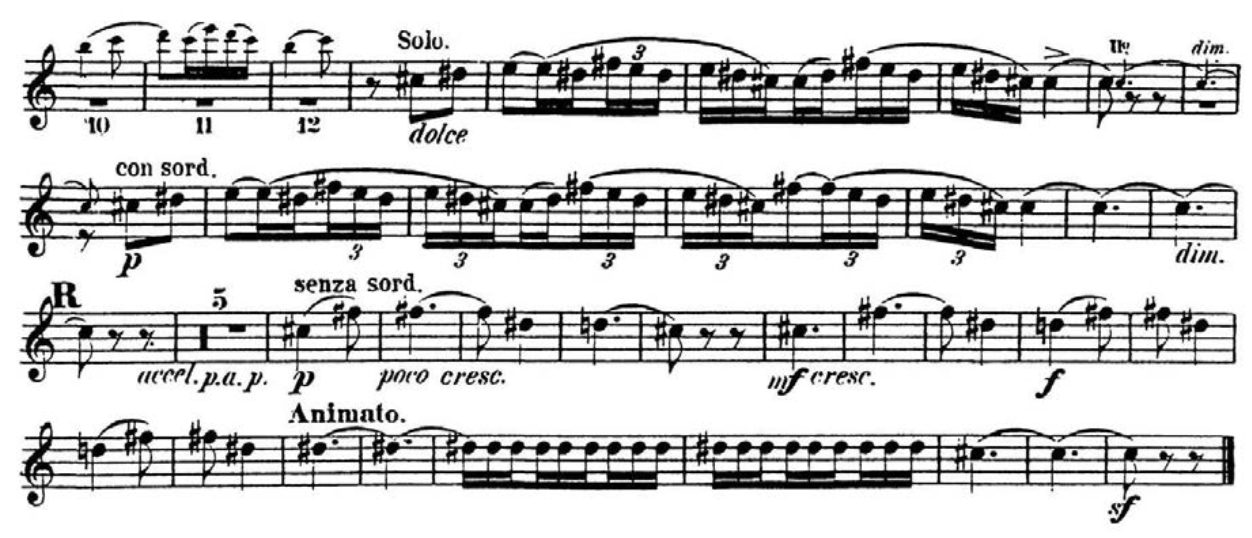 Solo. 3 dim.
10 11 12 dolce
con sord.
p 3 3 3 3 3 3 dim.
R 5 senza sord.
accel. p. a. p. p poco cresc. mf cresc. f
Animato.
sf